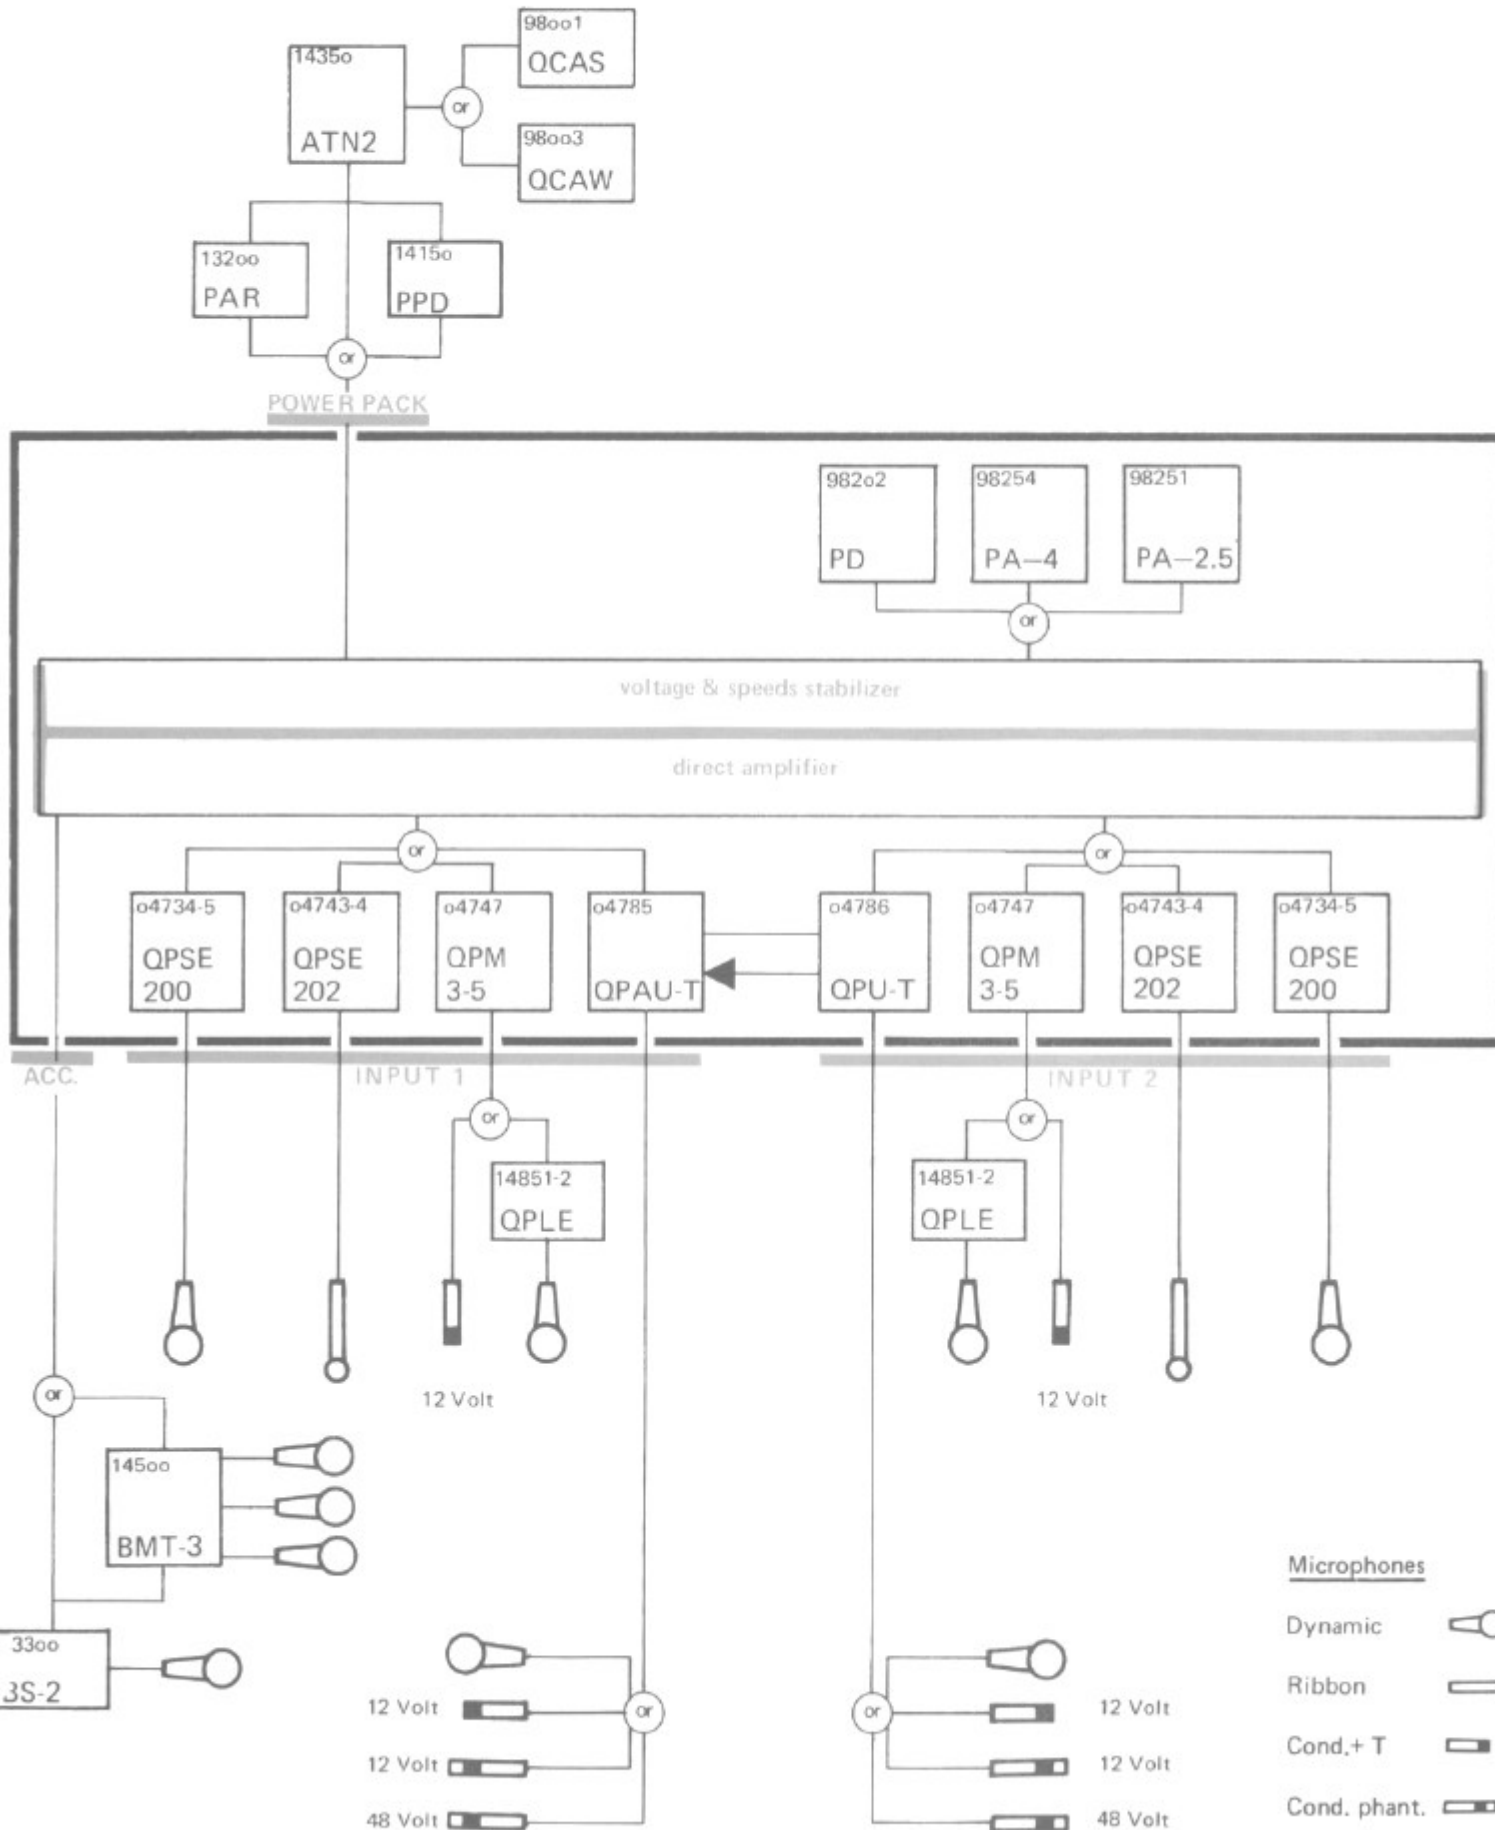 98oo1
QCAS
1435o
ATN2
or
98oo3
QCAW
132oo
PAR
1415o
PPD
or
POWER PACK
982o2
PD
98254
PA-4
98251
PA-2.5
or
voltage & speeds stabilizer
direct amplifier
or
or
o4734-5
QPSE
200
o4743-4
QPSE
202
o4747
QPM
3-5
o4785
QPAU-T
o4786
QPU-T
o4747
QPM
3-5
o4743-4
QPSE
202
o4734-5
QPSE
200
ACC.
INPUT 1
INPUT 2
or
or
14851-2
QPLE
14851-2
QPLE
12 Volt
12 Volt
or
145oo
BMT-3
33oo
BS-2
12 Volt
12 Volt
48 Volt
or
or
12 Volt
12 Volt
48 Volt
Microphones
Dynamic
Ribbon
Cond.+ T
Cond. phant.